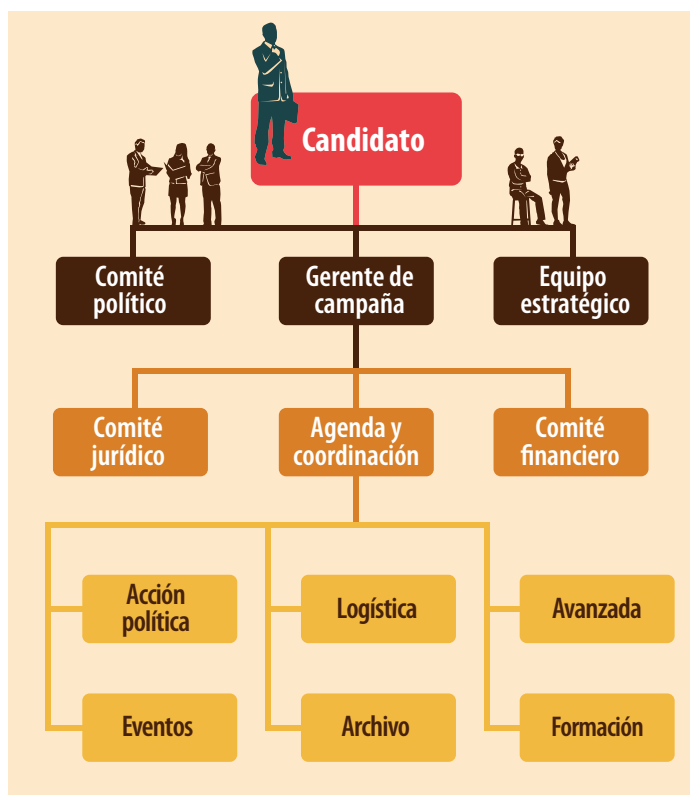 Candidato
Comité
político
Gerente de
campaña
Equipo
estratégico
Comité
jurídico
Agenda y
coordinación
Comité
financiero
Acción
política
Logística
Avanzada
Eventos
Archivo
Formación